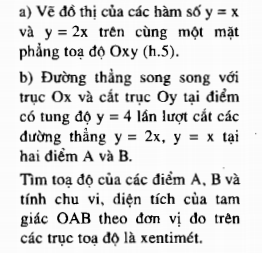 a) Vẽ đồ thị của các hàm số y = x
và y = 2x trên cùng một mặt
phẳng toạ độ Oxy (h.5).
b) Đường thẳng song song với
trục Ox và cắt trục Oy tại điểm
có tung độ y = 4 lần lượt cắt các
đường thẳng y = 2x, y = x tại
hai điểm A và B.
Tìm toạ độ của các điểm A, B và
tính chu vi, diện tích của tam
giác OAB theo đơn vị đo trên
các trục toạ độ là xentimét.